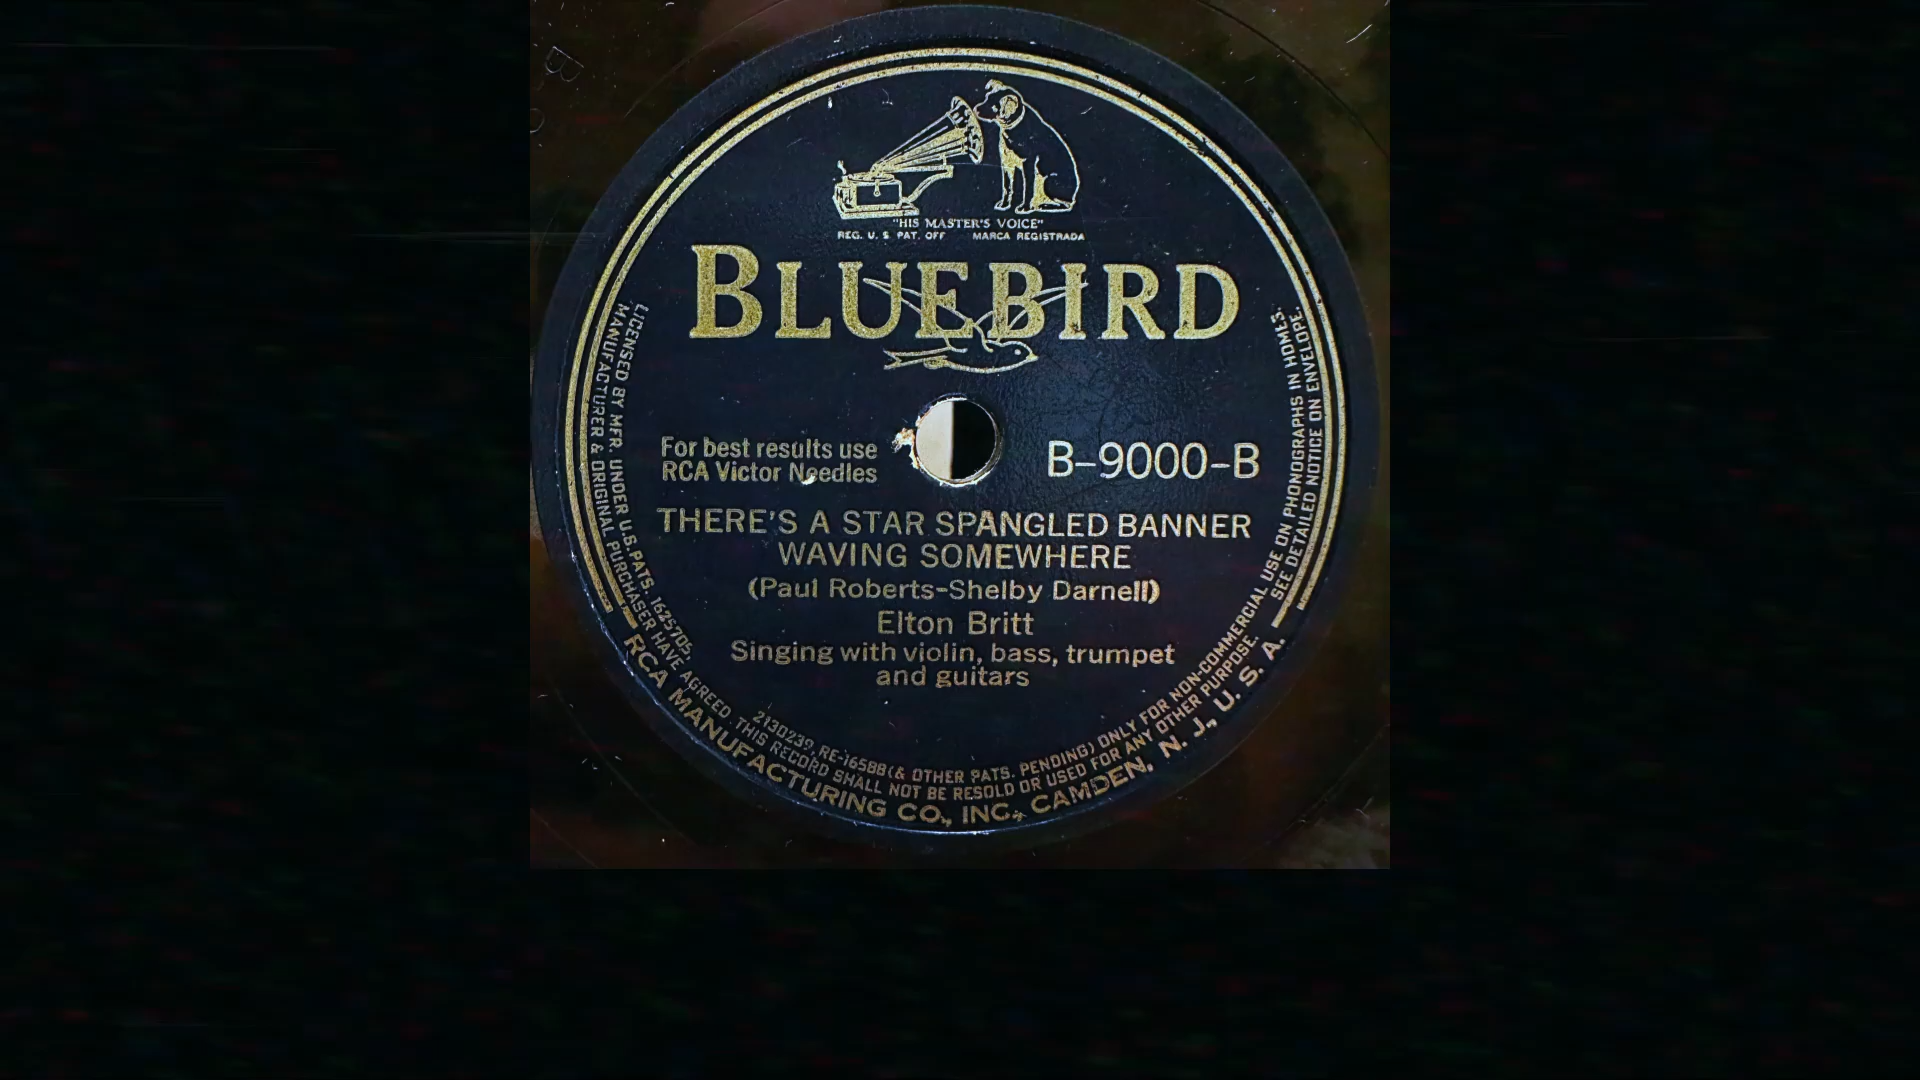 "HIS MASTER'S VOICE"
REG. U. S. PAT. OFF MARCA REGISTRADA
BLUEBIRD
For best results use
RCA Victor Needles
B-9000-B
THERE'S A STAR SPANGLED BANNER
WAVING SOMEWHERE
(Paul Roberts-Shelby Darnell)
Elton Britt
Singing with violin, bass, trumpet
and guitars
LICENSED BY MFR. UNDER U.S. PATS. 1625705, 2130239, RE-16588 (& OTHER PATS. PENDING) ONLY FOR NON-COMMERCIAL USE ON PHONOGRAPHS IN HOMES.
MANUFACTURER & ORIGINAL PURCHASER HAVE AGREED THIS RECORD SHALL NOT BE RESOLD OR USED FOR ANY OTHER PURPOSE. SEE DETAILED NOTICE ON ENVELOPE.
RCA MANUFACTURING CO., INC., CAMDEN, N. J., U. S. A.